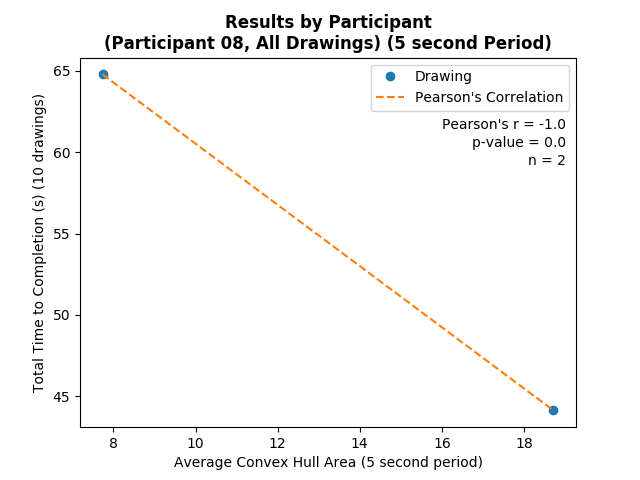 Results by Participant
(Participant 08, All Drawings) (5 second Period)
Drawing
Pearson's Correlation
Pearson's r = -1.0
p-value = 0.0
n = 2
Total Time to Completion (s) (10 drawings)
65
60
55
50
45
8 10 12 14 16 18
Average Convex Hull Area (5 second period)